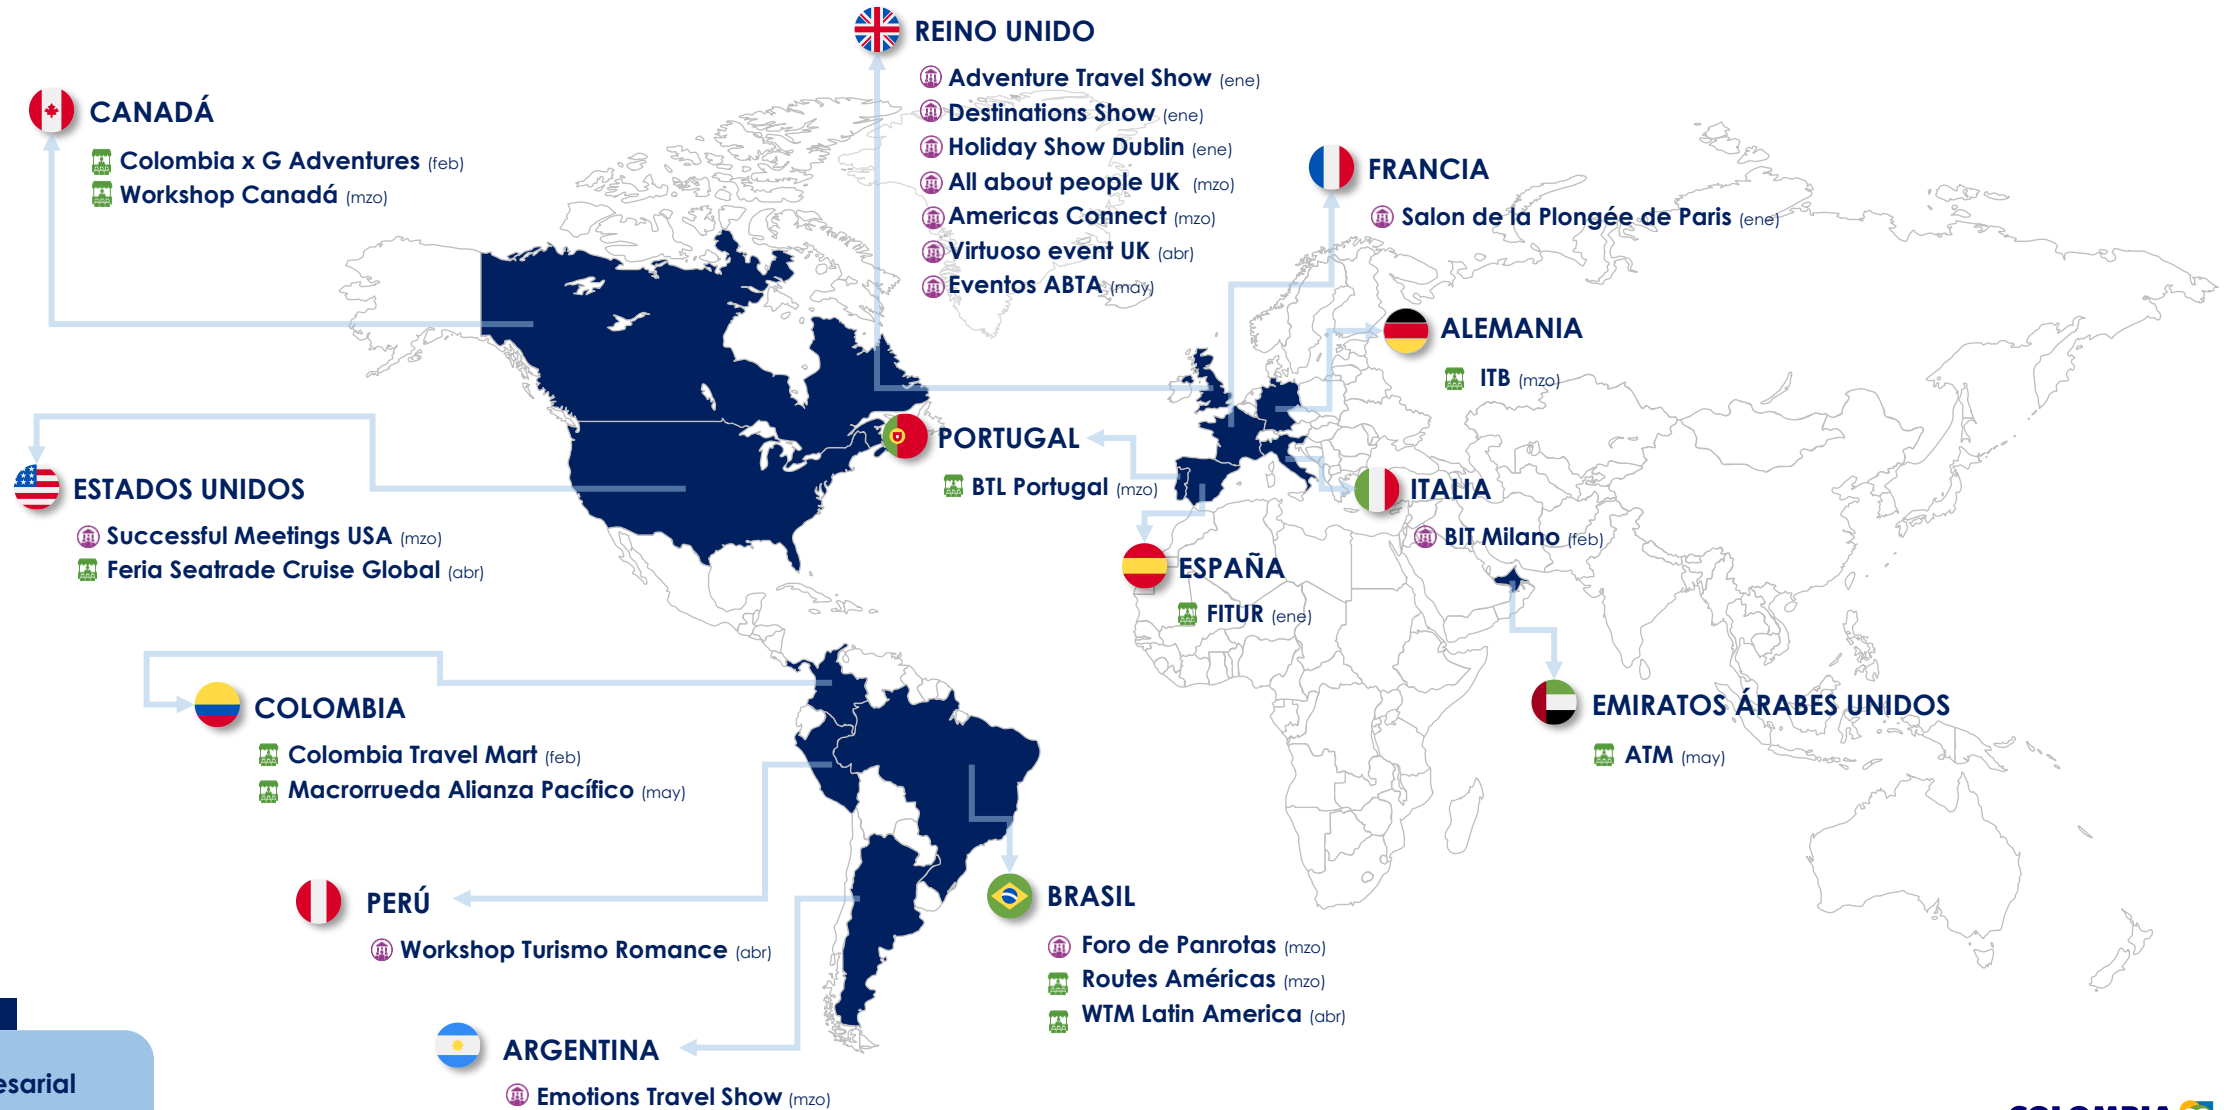 REINO UNIDO
Adventure Travel Show (ene)
Destinations Show (ene)
Holiday Show Dublin (ene)
All about people UK (mzo)
Americas Connect (mzo)
Virtuoso event UK (abr)
Eventos ABTA (may)
CANADÁ
Colombia x G Adventures (feb)
Workshop Canadá (mzo)
FRANCIA
Salon de la Plongée de Paris (ene)
ALEMANIA
ITB (mzo)
PORTUGAL
BTL Portugal (mzo)
ESTADOS UNIDOS
Successful Meetings USA (mzo)
Feria Seatrade Cruise Global (abr)
ITALIA
BIT Milano (feb)
ESPAÑA
FITUR (ene)
COLOMBIA
Colombia Travel Mart (feb)
Macrorrueda Alianza Pacífico (may)
EMIRATOS ÁRABES UNIDOS
ATM (may)
PERÚ
Workshop Turismo Romance (abr)
BRASIL
Foro de Panrotas (mzo)
Routes Américas (mzo)
WTM Latin America (abr)
ARGENTINA
Emotions Travel Show (mzo)
esarial
COLOMBIA